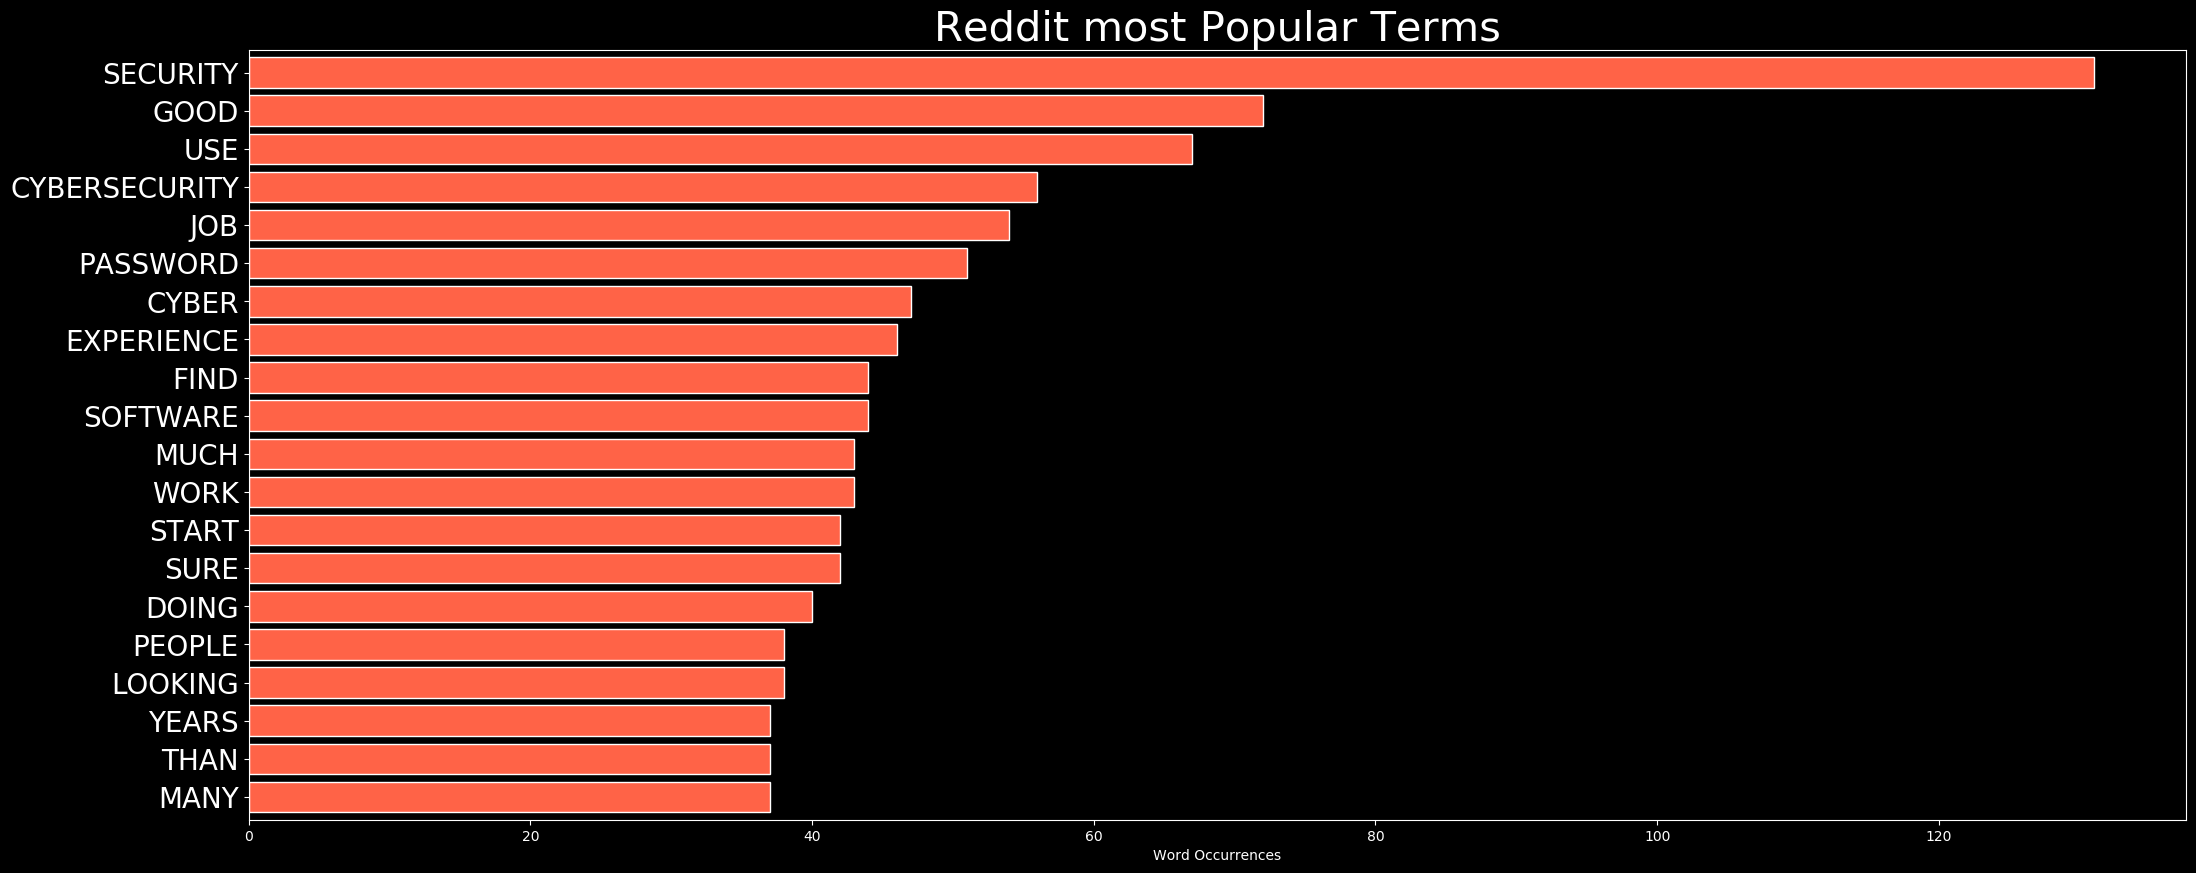 Reddit most Popular Terms
SECURITY
GOOD
USE
CYBERSECURITY
JOB
PASSWORD
CYBER
EXPERIENCE
FIND
SOFTWARE
MUCH
WORK
START
SURE
DOING
PEOPLE
LOOKING
YEARS
THAN
MANY
0 20 40 60 80 100 120
Word Occurrences